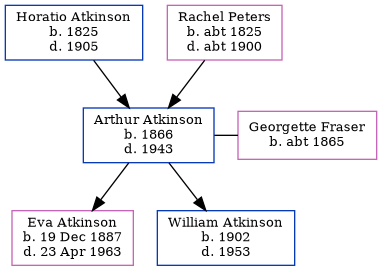 Horatio Atkinson
b. 1825
d. 1905
Rachel Peters
b. abt 1825
d. abt 1900
Arthur Atkinson
b. 1866
d. 1943
Georgette Fraser
b. abt 1865
Eva Atkinson
b. 19 Dec 1887
d. 23 Apr 1963
William Atkinson
b. 1902
d. 1953